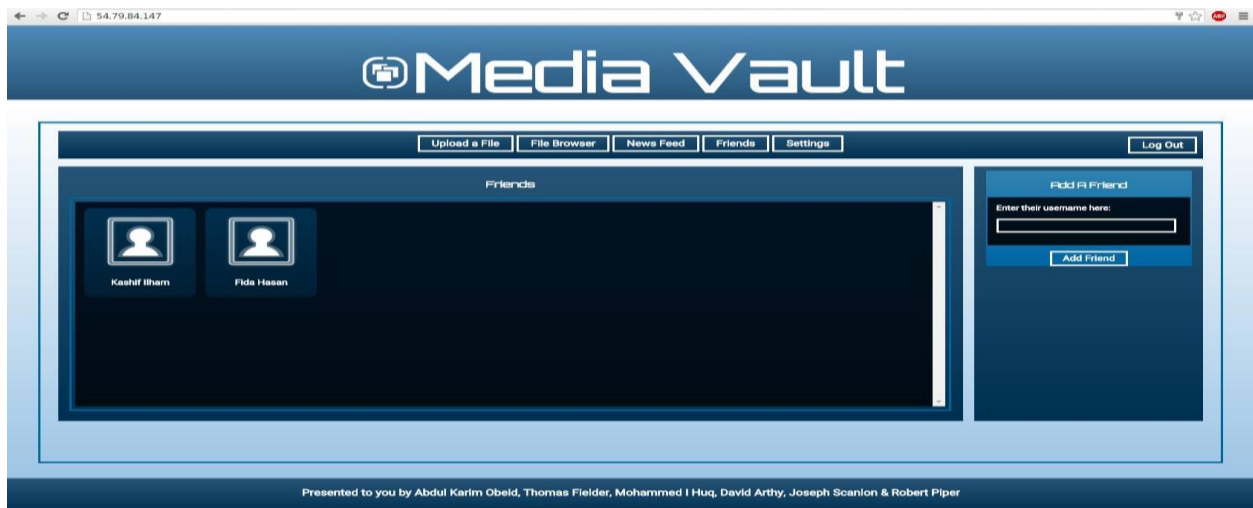 54.79.84.147
ABP
Media Vault
Upload a File File Browser News Feed Friends Settings Log Out
Friends
Kashif Ilham Fida Hasan
Add A Friend
Enter their username here:
Add Friend
Presented to you by Abdul Karim Obeid, Thomas Fielder, Mohammed I Huq, David Arthy, Joseph Scanlon & Robert Piper